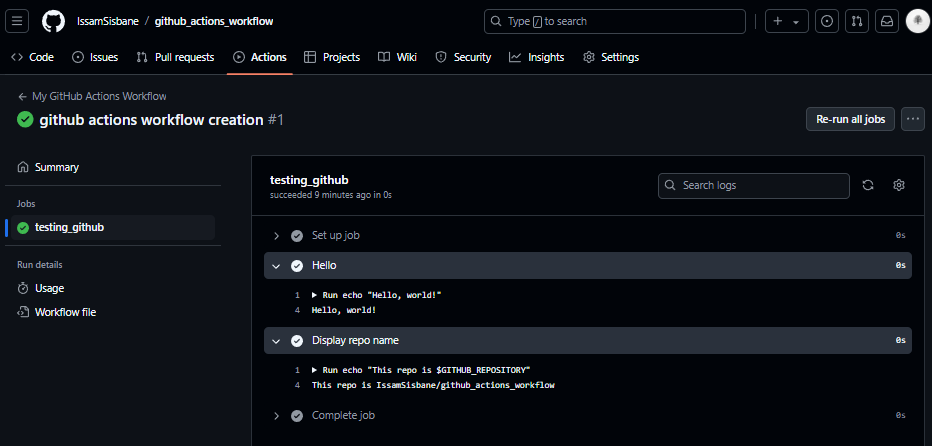 IssamSisbane / github_actions_workflow
Type / to search
Code Issues Pull requests Actions Projects Wiki Security Insights Settings
My GitHub Actions Workflow
github actions workflow creation #1
Re-run all jobs
Summary
Jobs
testing_github
Run details
Usage
Workflow file
testing_github
succeeded 9 minutes ago in 0s
Search logs
Set up job 0s
Hello 0s
1 Run echo "Hello, world!"
4 Hello, world!
Display repo name 0s
1 Run echo "This repo is $GITHUB_REPOSITORY"
4 This repo is IssamSisbane/github_actions_workflow
Complete job 0s